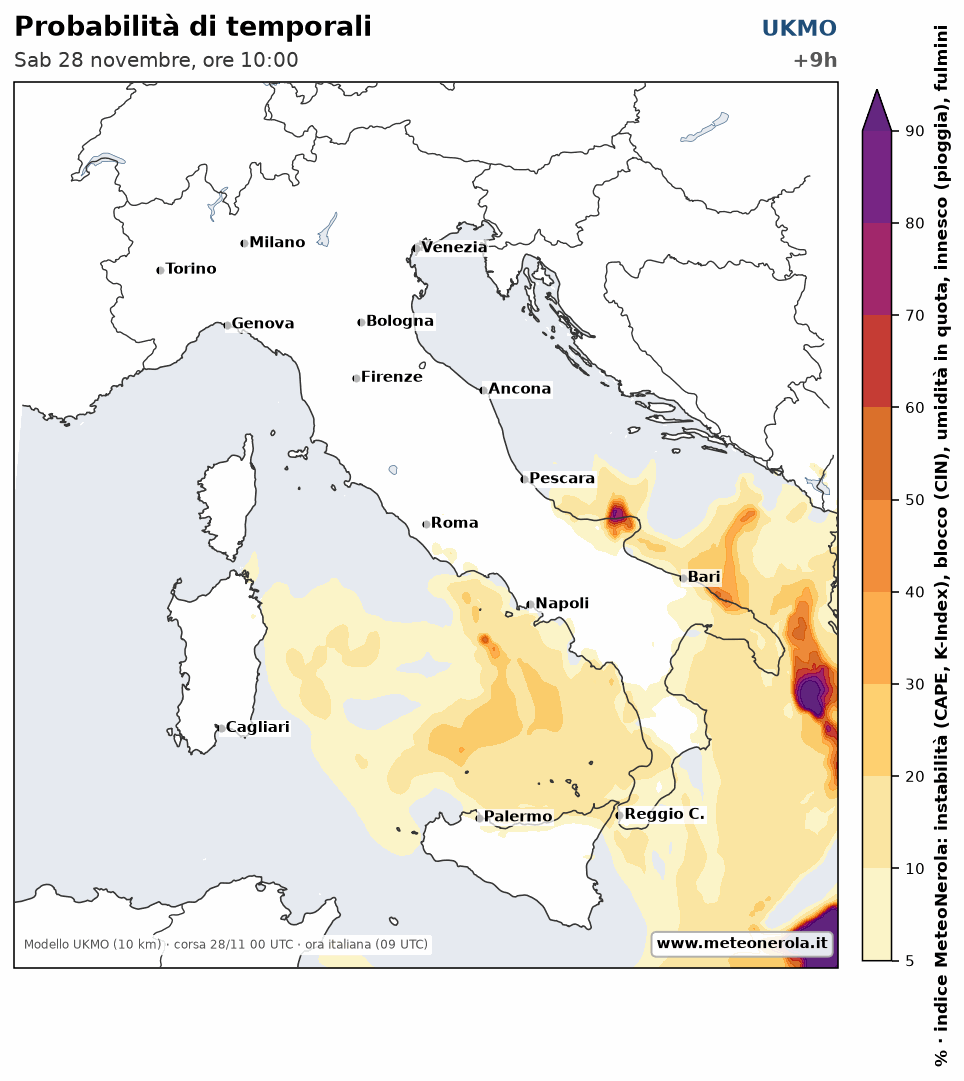 Probabilità di temporali
UKMO
Sab 28 novembre, ore 10:00
+9h
Milano
Venezia
Torino
Genova
Bologna
Firenze
Ancona
Pescara
Roma
Bari
Napoli
Cagliari
Palermo
Reggio C.
Modello UKMO (10 km) · corsa 28/11 00 UTC · ora italiana (09 UTC)
www.meteonerola.it
90
80
70
60
50
40
30
20
10
5
% · indice MeteoNerola: instabilità (CAPE, K-Index), blocco (CIN), umidità in quota, innesco (pioggia), fulmini